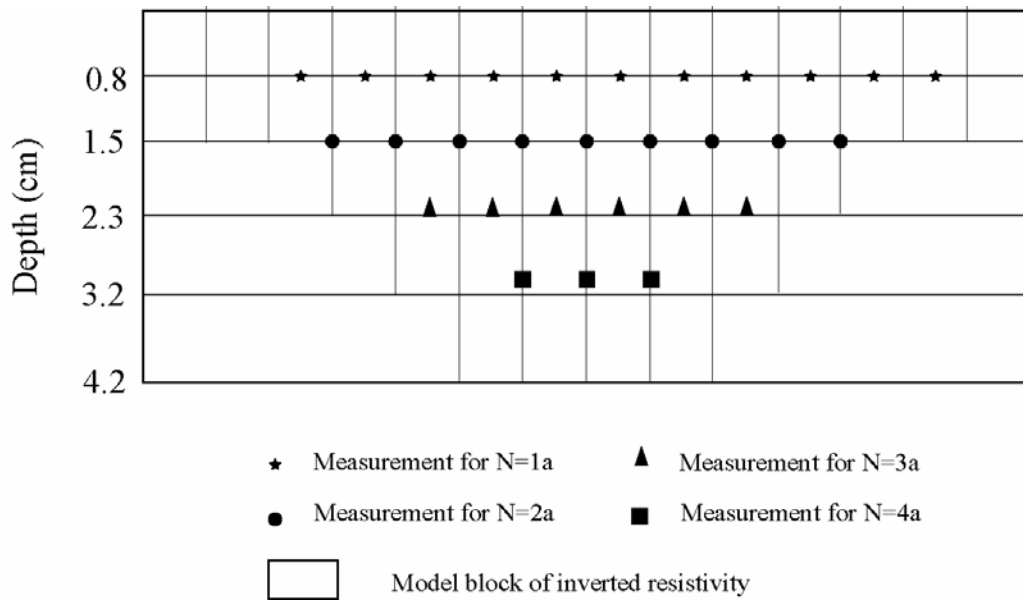 Depth (cm)
0.8
1.5
2.3
3.2
4.2
Measurement for N=1a
Measurement for N=3a
Measurement for N=2a
Measurement for N=4a
Model block of inverted resistivity